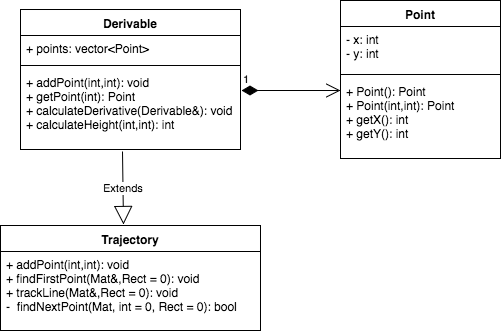 Derivable
+ points: vector<Point>
+ addPoint(int,int): void
+ getPoint(int): Point
+ calculateDerivative(Derivable&): void
+ calculateHeight(int,int): int
1
Point
- x: int
- y: int
+ Point(): Point
+ Point(int,int): Point
+ getX(): int
+ getY(): int
Extends
Trajectory
+ addPoint(int,int): void
+ findFirstPoint(Mat&,Rect = 0): void
+ trackLine(Mat&,Rect = 0): void
- findNextPoint(Mat, int = 0, Rect = 0): bool